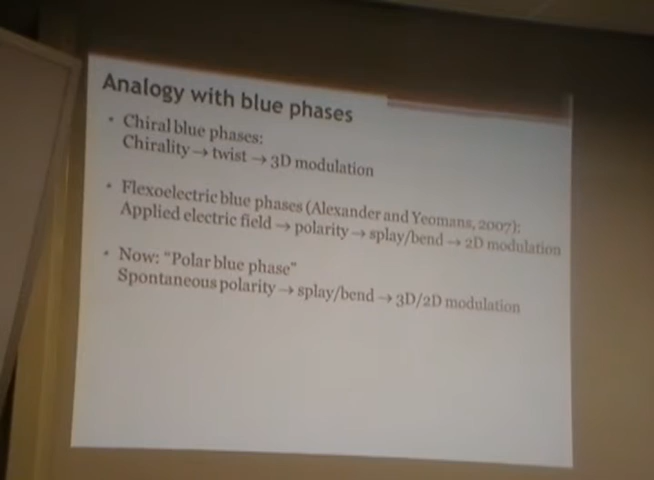 Analogy with blue phases
• Chiral blue phases:
Chirality → twist → 3D modulation
• Flexoelectric blue phases (Alexander and Yeomans, 2007):
Applied electric field → polarity → splay/bend → 2D modulation
• Now: "Polar blue phase"
Spontaneous polarity → splay/bend → 3D/2D modulation